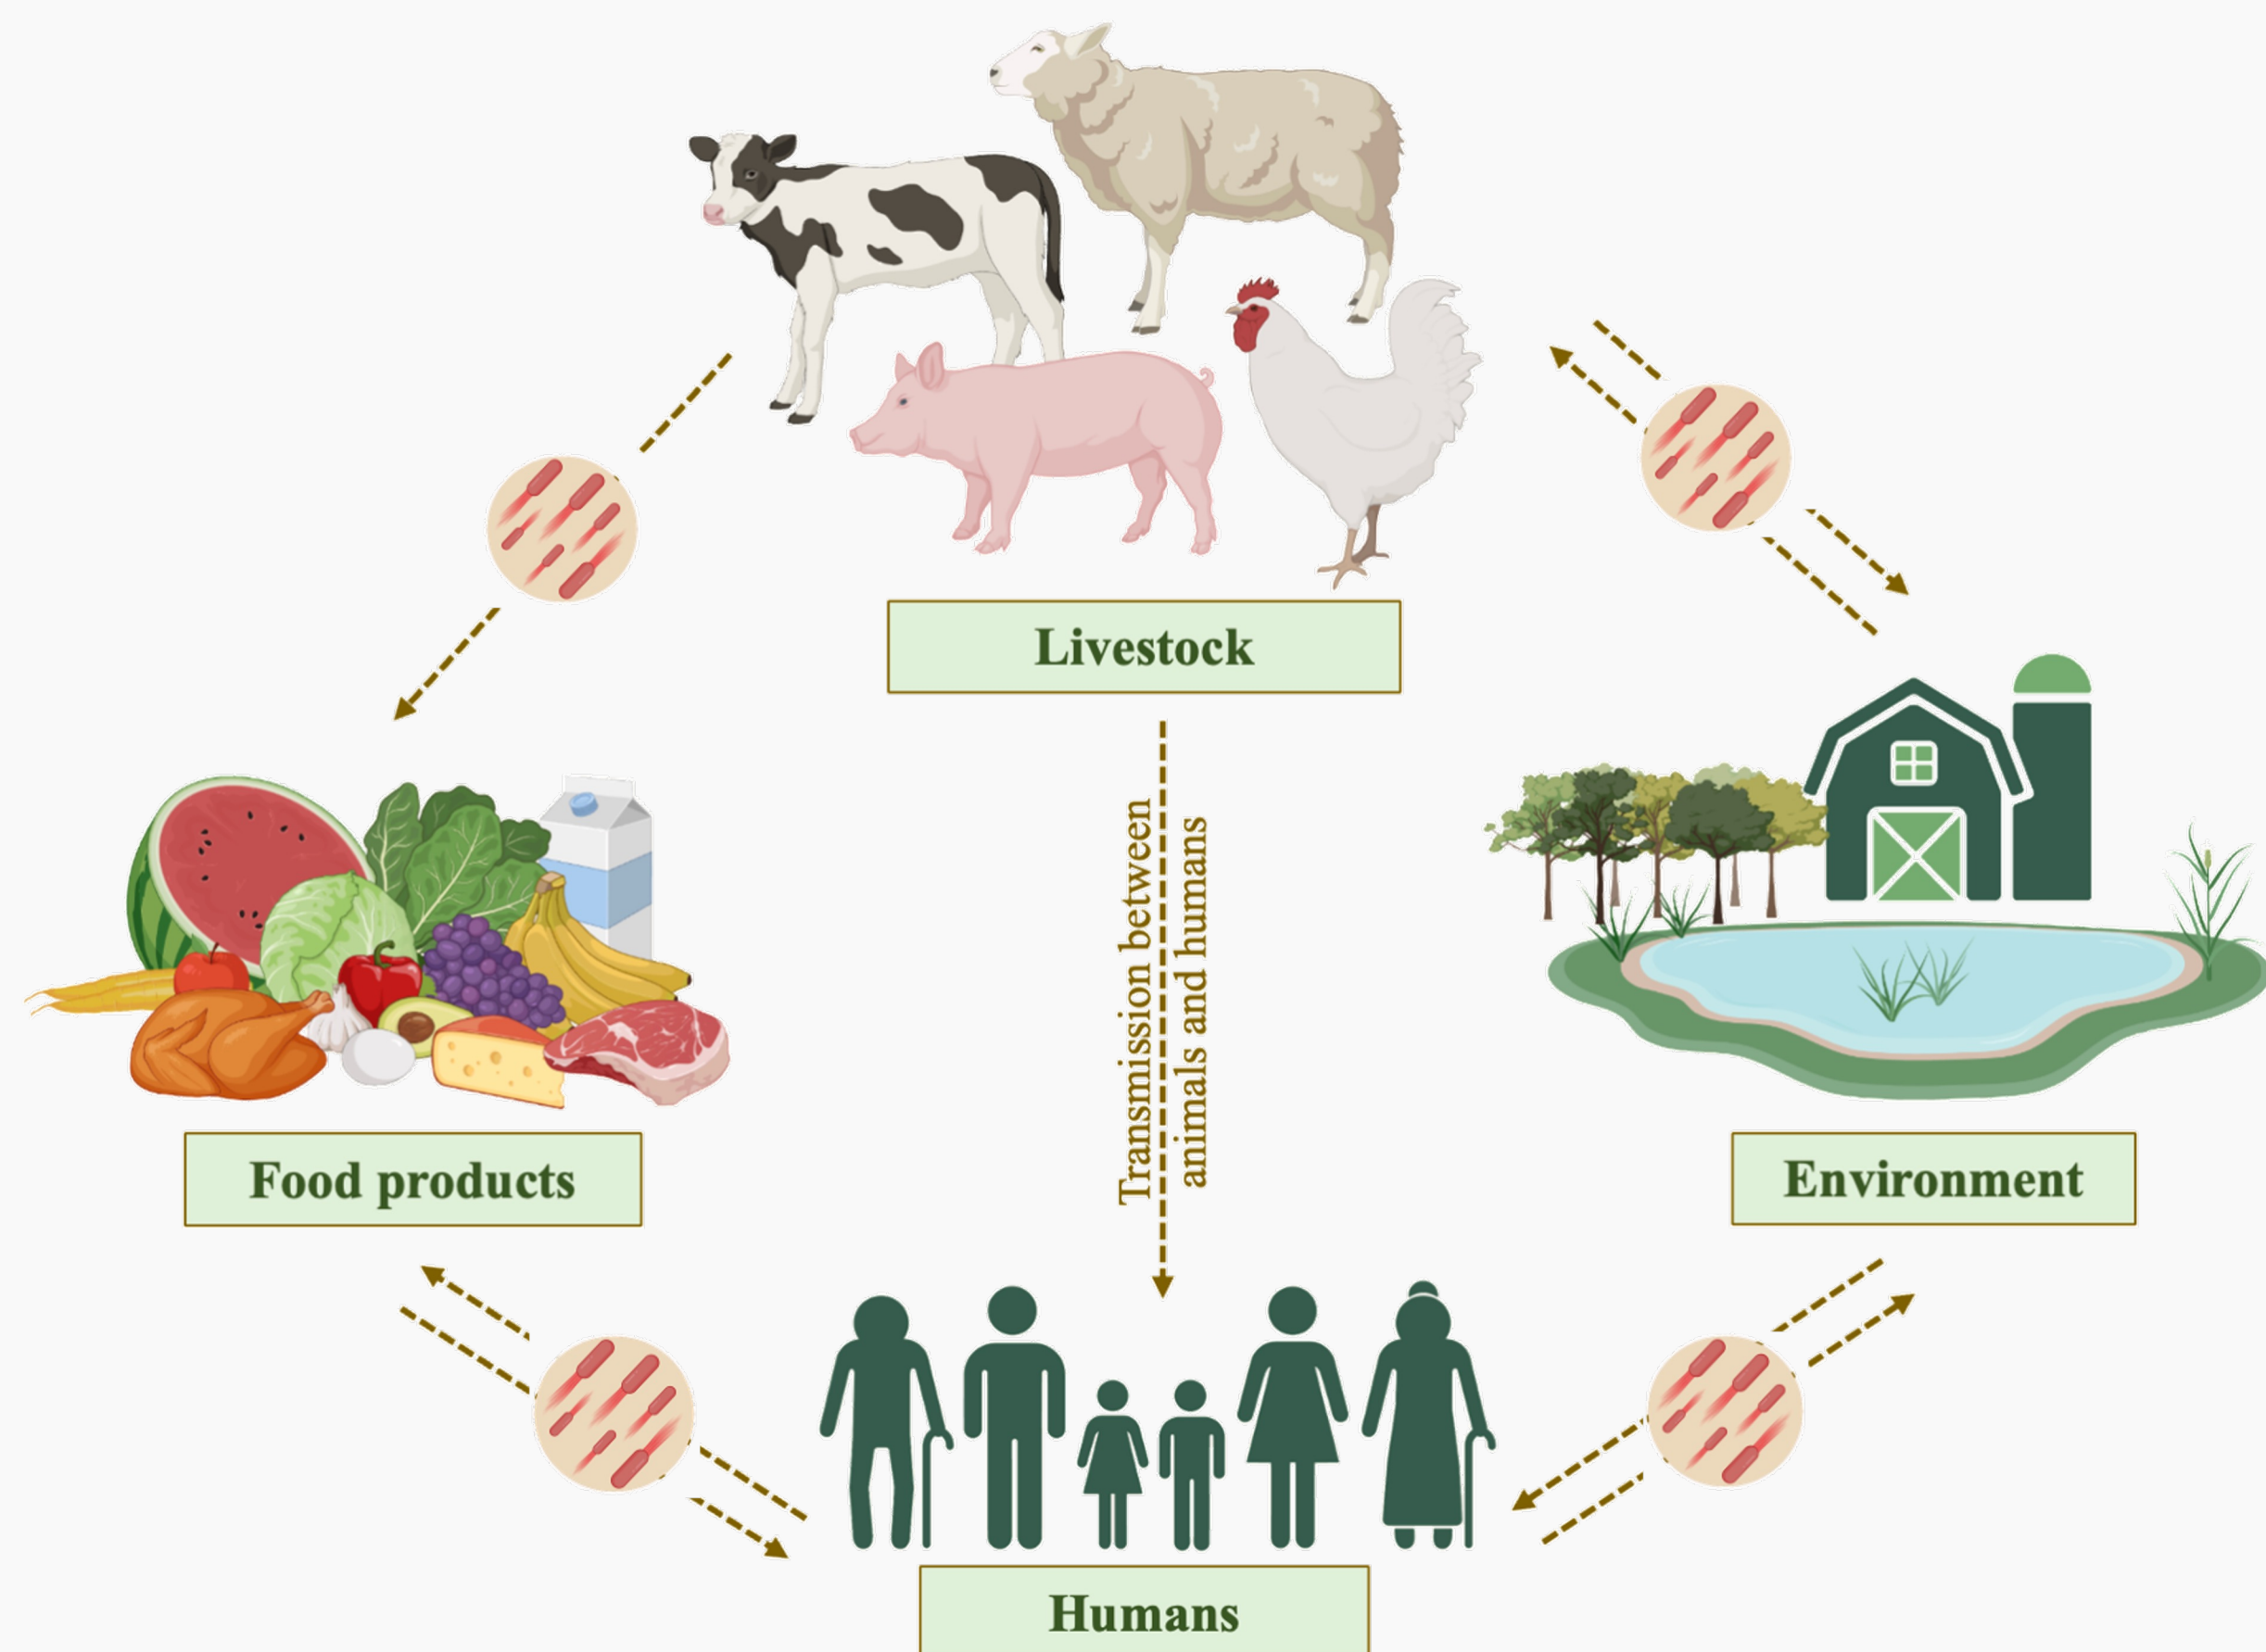 Livestock
Transmission between
animals and humans
Food products
Environment
Humans